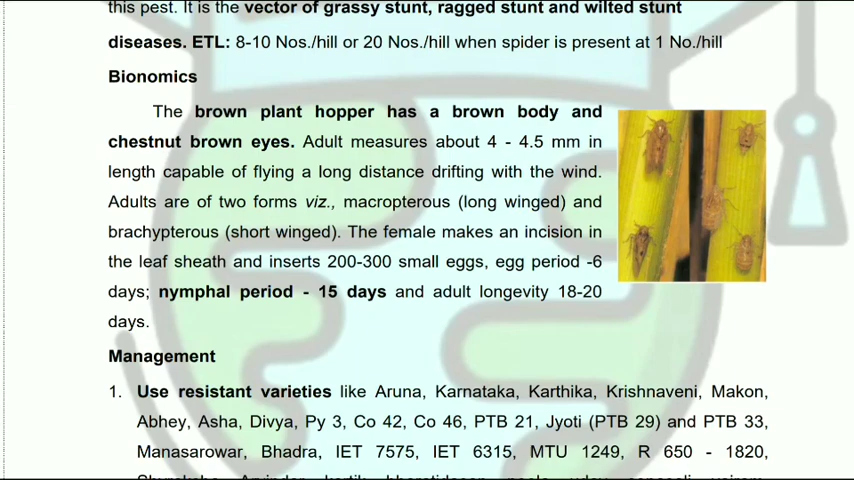 this pest. It is the vector of grassy stunt, ragged stunt and wilted stunt
diseases. ETL: 8-10 Nos./hill or 20 Nos./hill when spider is present at 1 No./hill
Bionomics
The brown plant hopper has a brown body and
chestnut brown eyes. Adult measures about 4 - 4.5 mm in
length capable of flying a long distance drifting with the wind.
Adults are of two forms viz., macropterous (long winged) and
brachypterous (short winged). The female makes an incision in
the leaf sheath and inserts 200-300 small eggs, egg period -6
days; nymphal period - 15 days and adult longevity 18-20
days.
Management
1. Use resistant varieties like Aruna, Karnataka, Karthika, Krishnaveni, Makon,
Abhey, Asha, Divya, Py 3, Co 42, Co 46, PTB 21, Jyoti (PTB 29) and PTB 33,
Manasarowar, Bhadra, IET 7575, IET 6315, MTU 1249, R 650 - 1820,